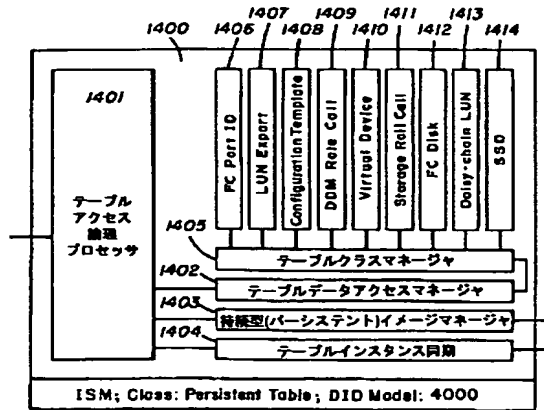 1407
1409
1411
1413
1406
1408
1410
1412
1414
1400
1401
FC Port ID
LUN Export
Configuration Template
DDM Role Call
Virtual Device
Storage Roll Call
FC Disk
Daisy-chain LUN
SSD
テーブル
アクセス
論理
プロセッサ
1405
テーブルクラスマネージャ
1402
テーブルデータアクセスマネージャ
1403
持続型(パーシステント)イメージマネージャ
1404
テーブルインスタンス同期
ISM; Class: Persistent Table; DID Model: 4000